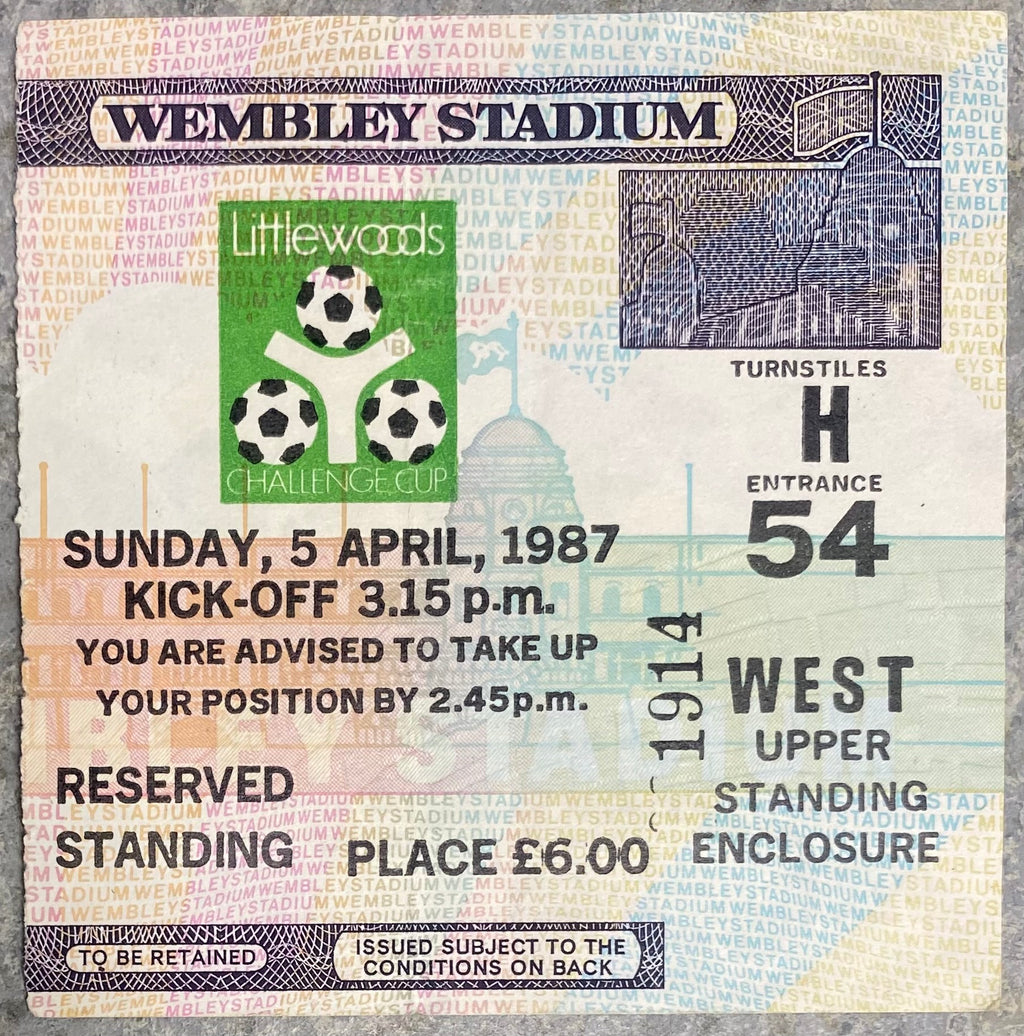 WEMBLEY STADIUM
Littlewoods
CHALLENGE CUP
SUNDAY, 5 APRIL, 1987
KICK-OFF 3.15 p.m.
YOU ARE ADVISED TO TAKE UP
YOUR POSITION BY 2.45p.m.
RESERVED
STANDING
PLACE £6.00
TURNSTILES
H
ENTRANCE
54
1914
WEST
UPPER
STANDING
ENCLOSURE
TO BE RETAINED
ISSUED SUBJECT TO THE
CONDITIONS ON BACK